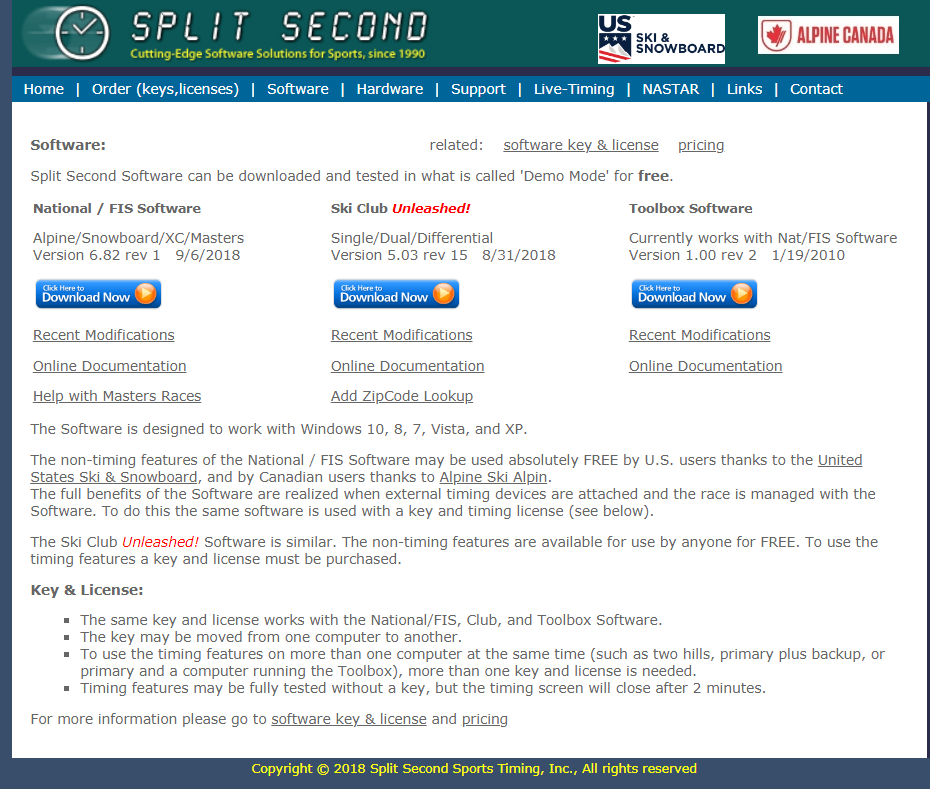 SPLIT SECOND
Cutting-Edge Software Solutions for Sports, since 1990
US
SKI &
SNOWBOARD
ALPINE CANADA
Home | Order (keys,licenses) | Software | Hardware | Support | Live-Timing | NASTAR | Links | Contact
Software: related: software key & license pricing
Split Second Software can be downloaded and tested in what is called 'Demo Mode' for free.
National / FIS Software
Alpine/Snowboard/XC/Masters
Version 6.82 rev 1 9/6/2018
Click Here to
Download Now
Recent Modifications
Online Documentation
Help with Masters Races
Ski Club Unleashed!
Single/Dual/Differential
Version 5.03 rev 15 8/31/2018
Click Here to
Download Now
Recent Modifications
Online Documentation
Add ZipCode Lookup
Toolbox Software
Currently works with Nat/FIS Software
Version 1.00 rev 2 1/19/2010
Click Here to
Download Now
Recent Modifications
Online Documentation
The Software is designed to work with Windows 10, 8, 7, Vista, and XP.
The non-timing features of the National / FIS Software may be used absolutely FREE by U.S. users thanks to the United
States Ski & Snowboard, and by Canadian users thanks to Alpine Ski Alpin.
The full benefits of the Software are realized when external timing devices are attached and the race is managed with the
Software. To do this the same software is used with a key and timing license (see below).
The Ski Club Unleashed! Software is similar. The non-timing features are available for use by anyone for FREE. To use the
timing features a key and license must be purchased.
Key & License:
The same key and license works with the National/FIS, Club, and Toolbox Software.
The key may be moved from one computer to another.
To use the timing features on more than one computer at the same time (such as two hills, primary plus backup, or
primary and a computer running the Toolbox), more than one key and license is needed.
Timing features may be fully tested without a key, but the timing screen will close after 2 minutes.
For more information please go to software key & license and pricing
Copyright © 2018 Split Second Sports Timing, Inc., All rights reserved